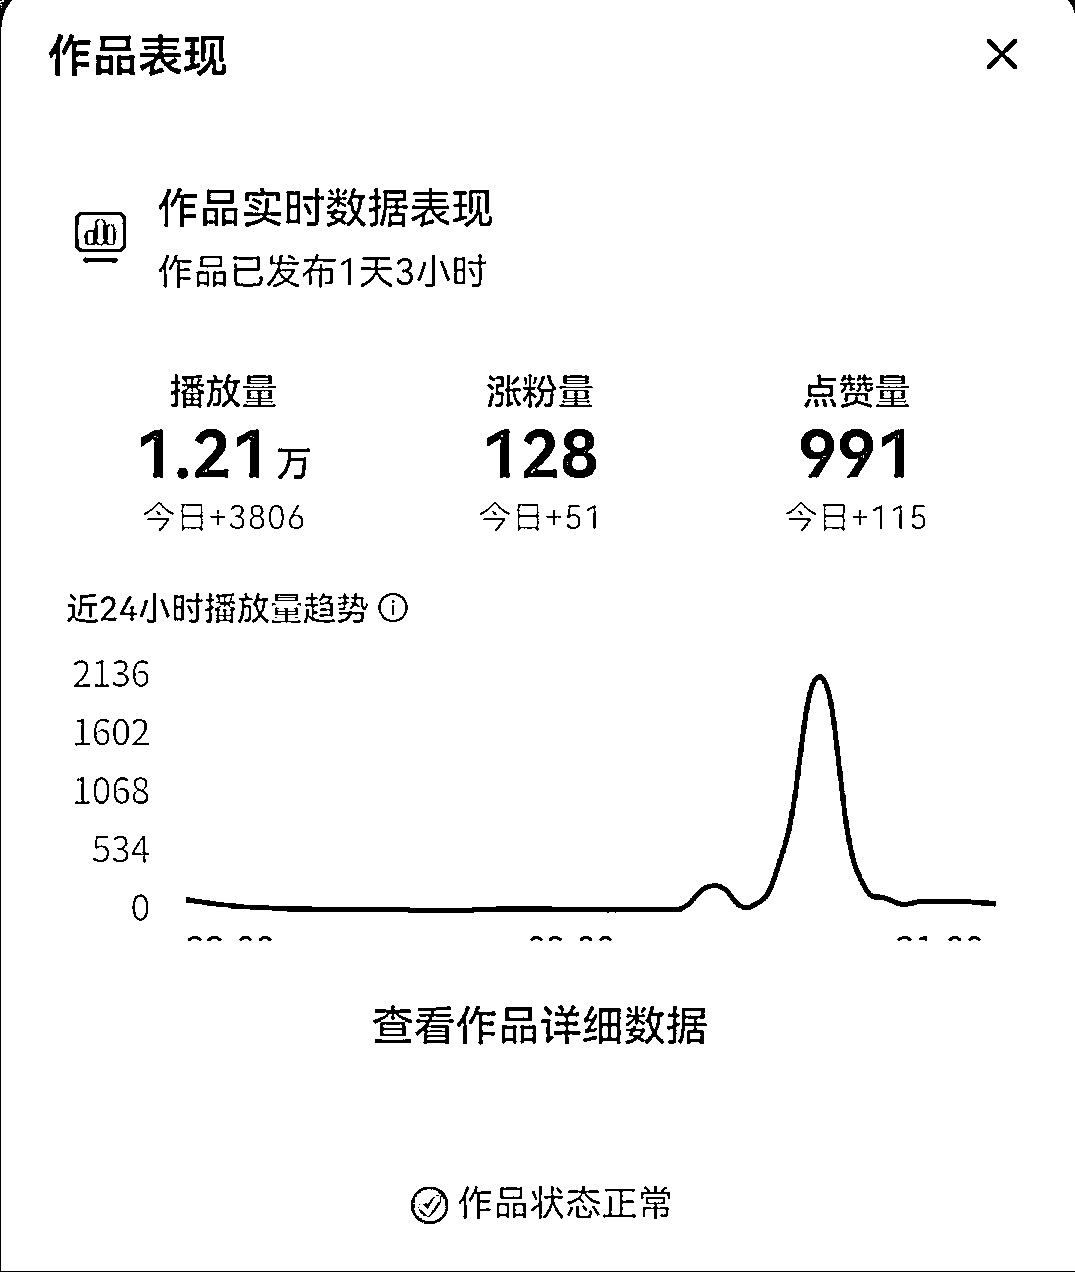 作品表现
作品实时数据表现
作品已发布1天3小时
播放量 涨粉量 点赞量
1.21万 128 991
今日+3806 今日+51 今日+115
近24小时播放量趋势
2136
1602
1068
534
0
查看作品详细数据
作品状态正常